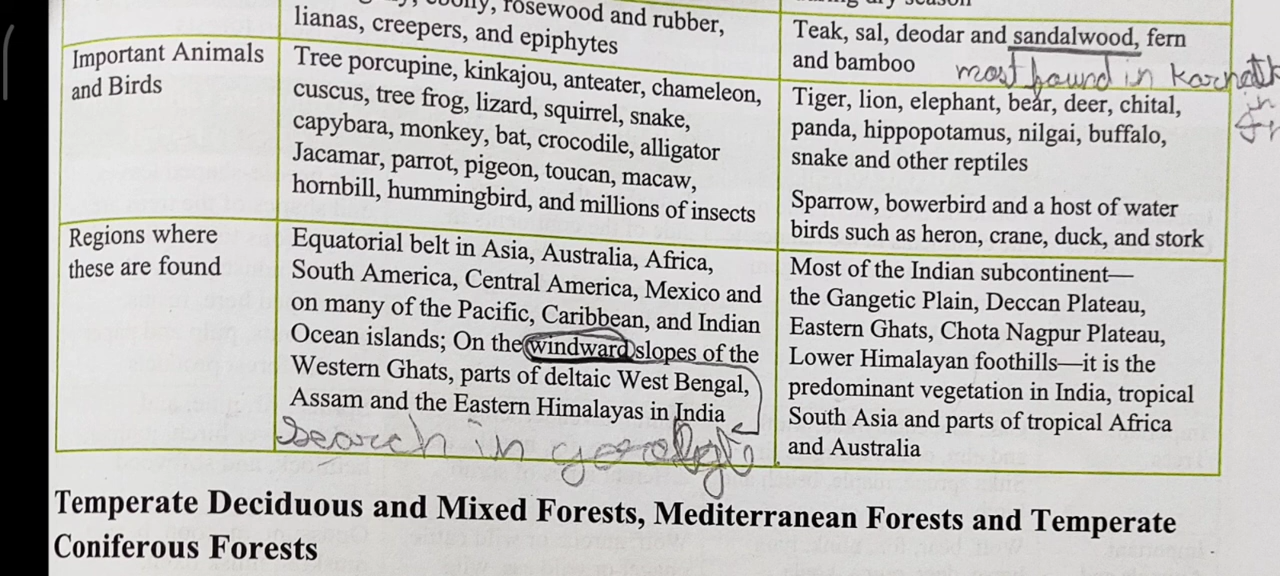 ebony, rosewood and rubber,
lianas, creepers, and epiphytes
Teak, sal, deodar and sandalwood, fern
and bamboo
most found in
Important Animals
and Birds
Tree porcupine, kinkajou, anteater, chameleon,
cuscus, tree frog, lizard, squirrel, snake,
capybara, monkey, bat, crocodile, alligator
Jacamar, parrot, pigeon, toucan, macaw,
hornbill, hummingbird, and millions of insects
Tiger, lion, elephant, bear, deer, chital,
panda, hippopotamus, nilgai, buffalo,
snake and other reptiles
Sparrow, bowerbird and a host of water
birds such as heron, crane, duck, and stork
Regions where
these are found
Equatorial belt in Asia, Australia, Africa,
South America, Central America, Mexico and
on many of the Pacific, Caribbean, and Indian
Ocean islands; On the windward slopes of the
Western Ghats, parts of deltaic West Bengal,
Assam and the Eastern Himalayas in India
search in
Most of the Indian subcontinent—
the Gangetic Plain, Deccan Plateau,
Eastern Ghats, Chota Nagpur Plateau,
Lower Himalayan foothills—it is the
predominant vegetation in India, tropical
South Asia and parts of tropical Africa
and Australia
Temperate Deciduous and Mixed Forests, Mediterranean Forests and Temperate
Coniferous Forests